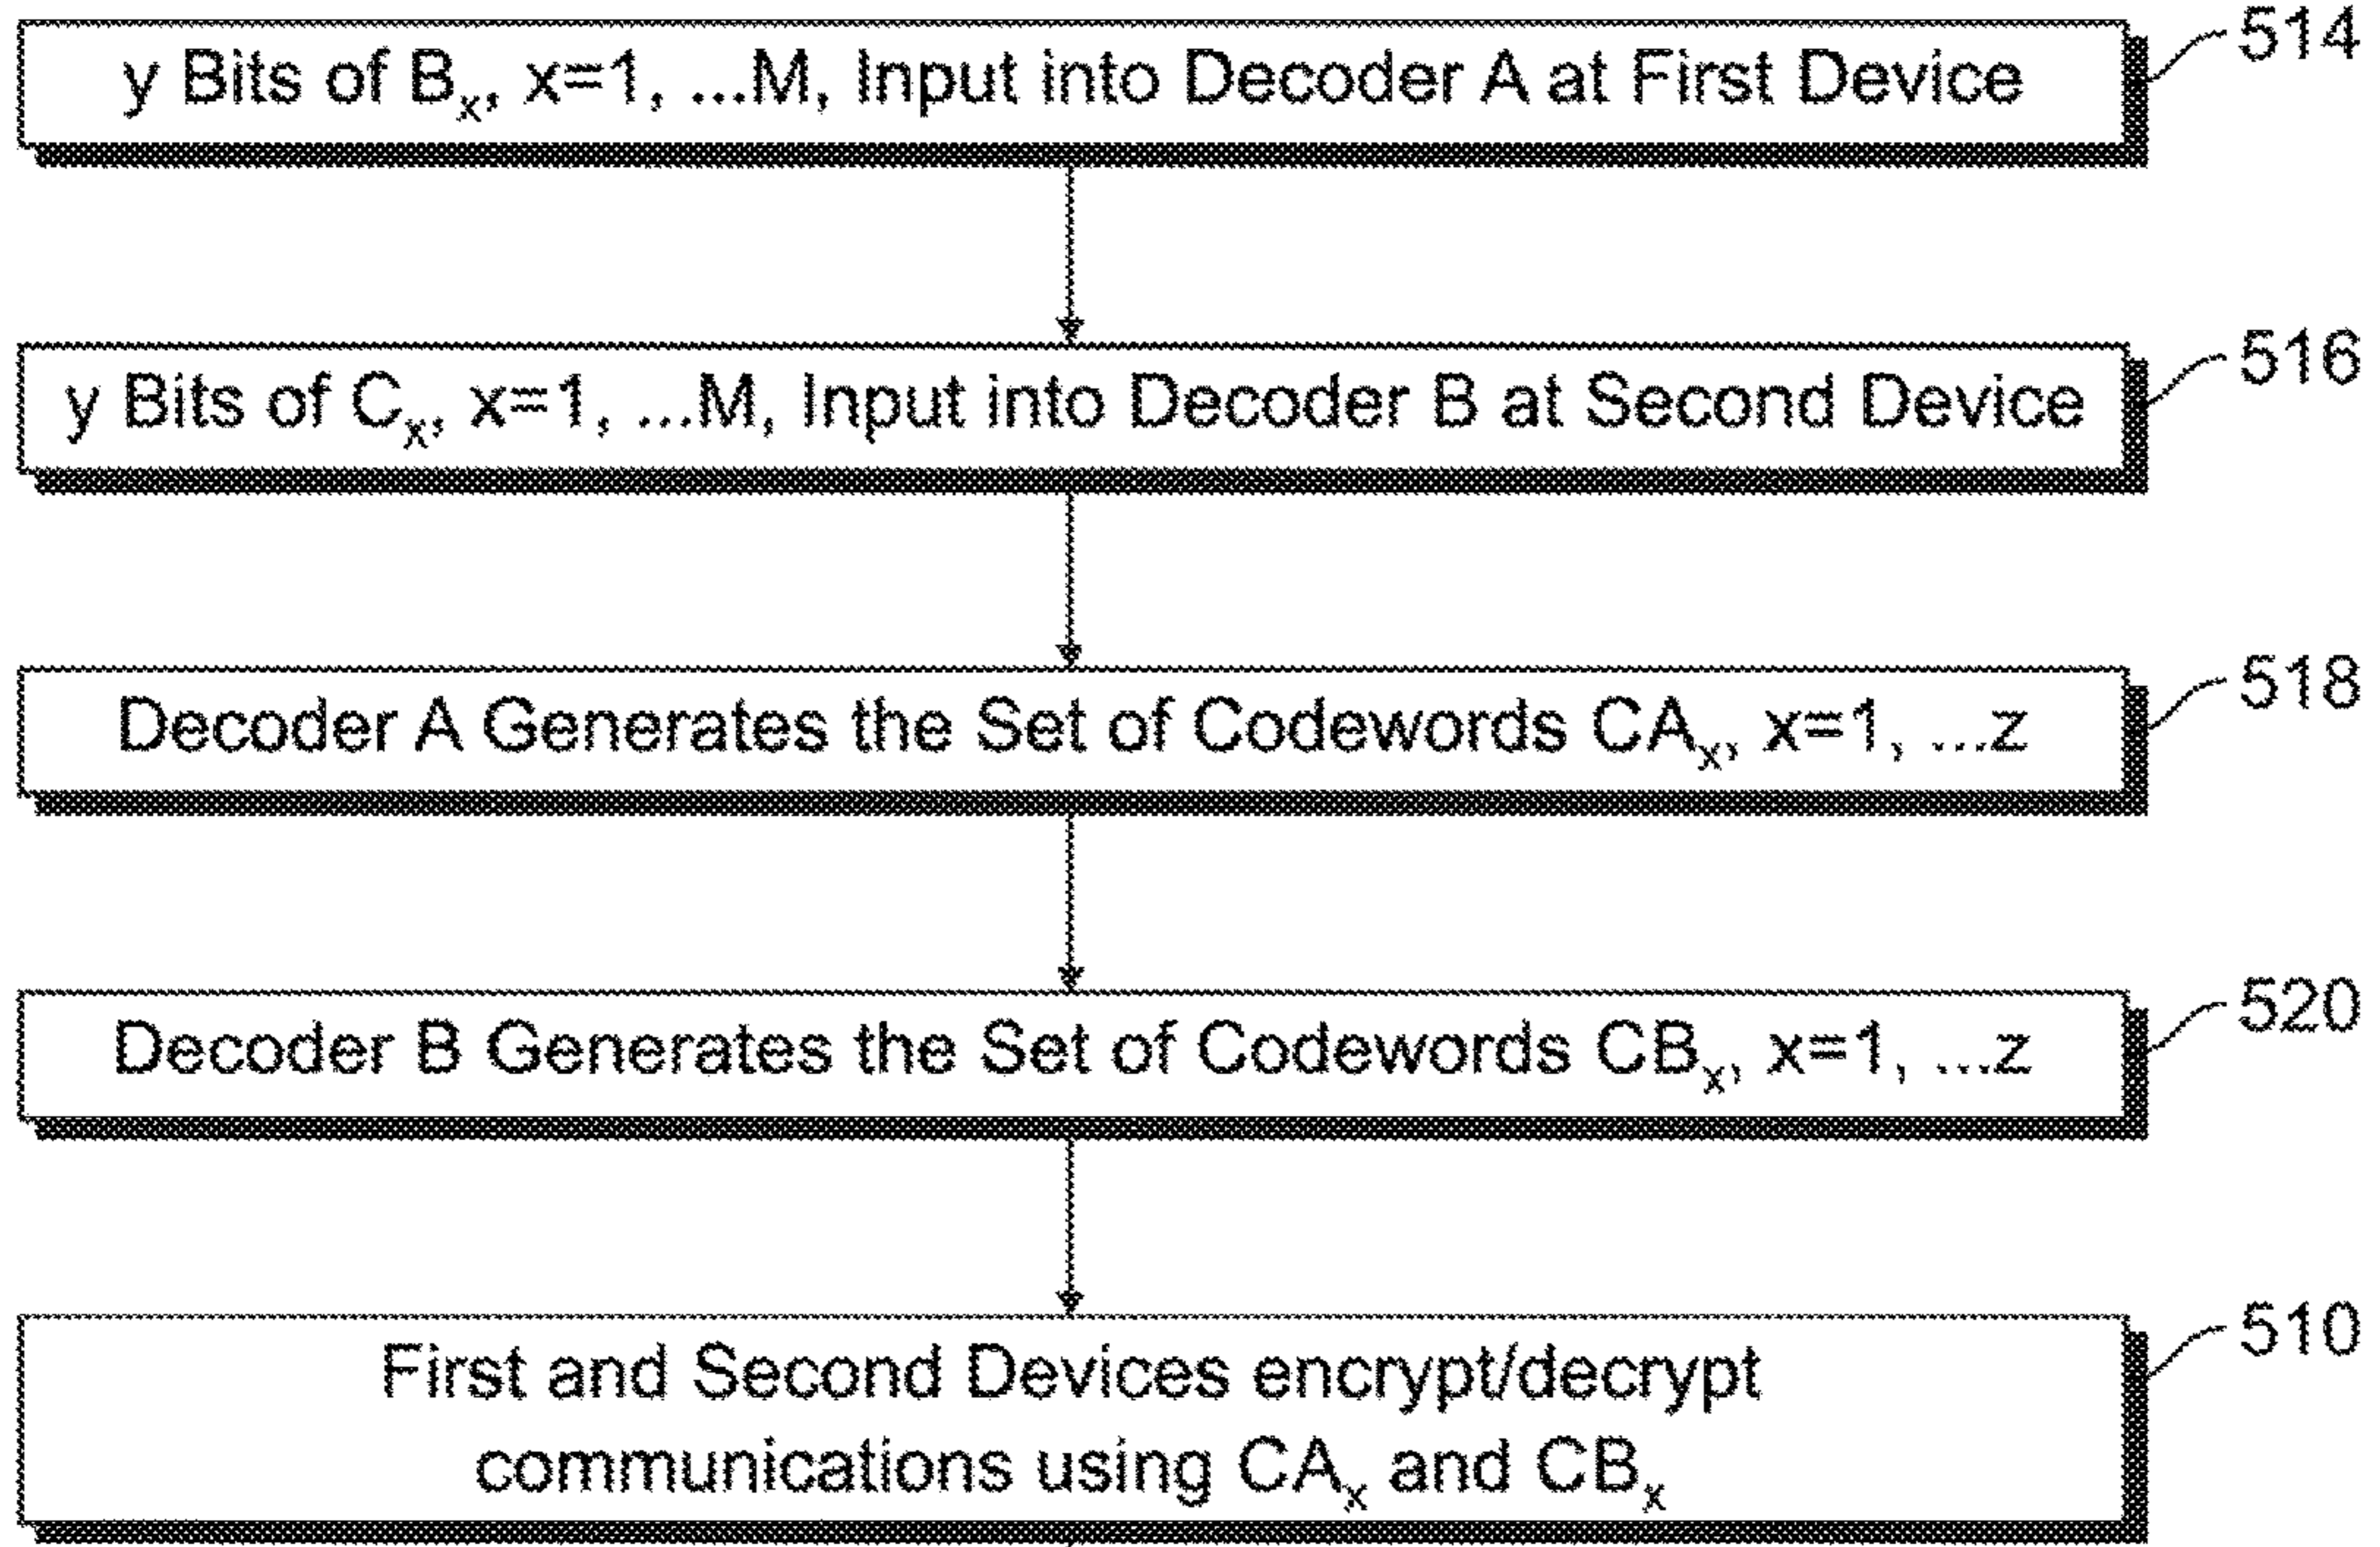 y Bits of Bx, x=1, ...M, Input into Decoder A at First Device
514
y Bits of Cx, x=1, ...M, Input into Decoder B at Second Device
516
Decoder A Generates the Set of Codewords CAx, x=1, ...z
518
Decoder B Generates the Set of Codewords CBx, x=1, ...z
520
First and Second Devices encrypt/decrypt
communications using CAx and CBx
510